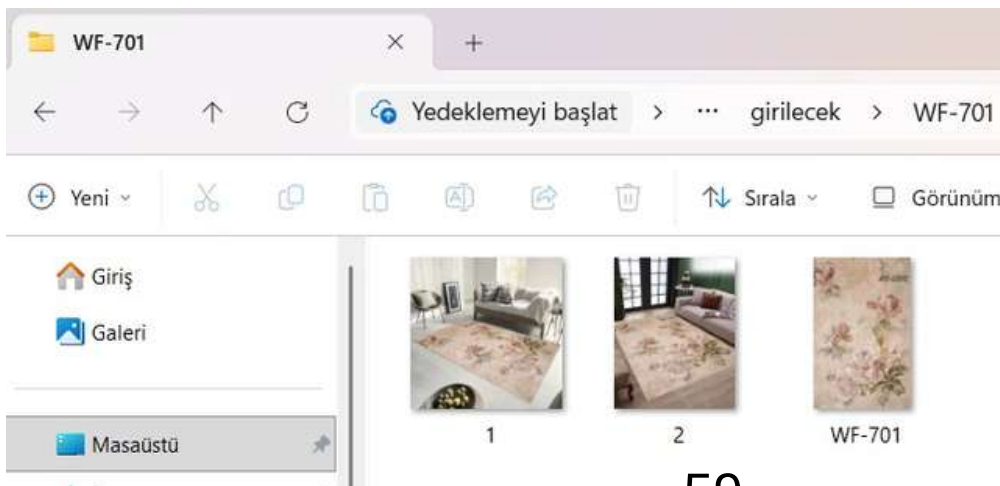 WF-701
Yedeklemeyi başlat > ... girilecek > WF-701
Yeni
Sırala
Görünüm
Giriş
Galeri
Masaüstü
1
2
WF-701